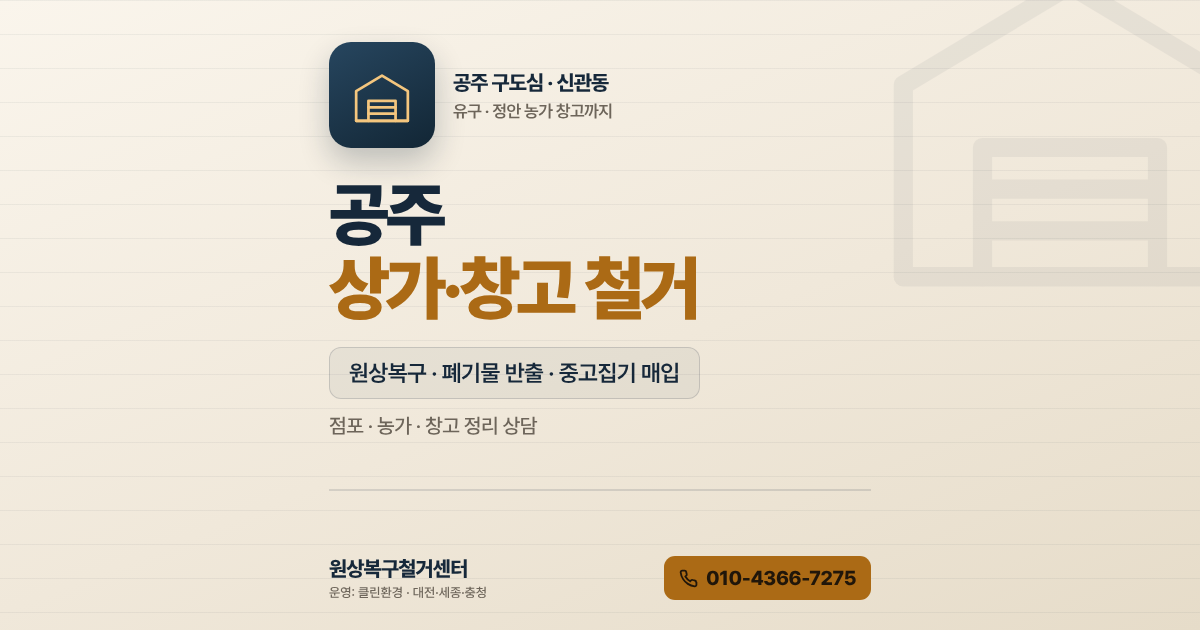 공주 구도심 · 신관동
유구 · 정안 농가 창고까지
공주
상가·창고 철거
원상복구 · 폐기물 반출 · 중고집기 매입
점포 · 농가 · 창고 정리 상담
원상복구철거센터
운영: 클린환경 · 대전·세종·충청
010-4366-7275